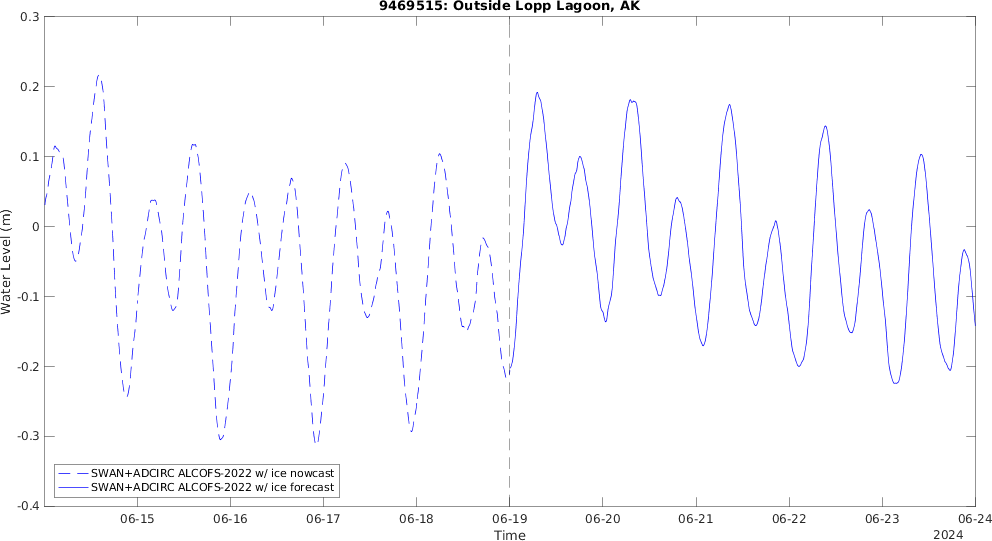 9469515: Outside Lopp Lagoon, AK
0.3
0.2
0.1
0
-0.1
-0.2
-0.3
-0.4
Water Level (m)
SWAN+ADCIRC ALCOFS-2022 w/ ice nowcast
SWAN+ADCIRC ALCOFS-2022 w/ ice forecast
06-15 06-16 06-17 06-18 06-19 06-20 06-21 06-22 06-23 06-24
Time
2024